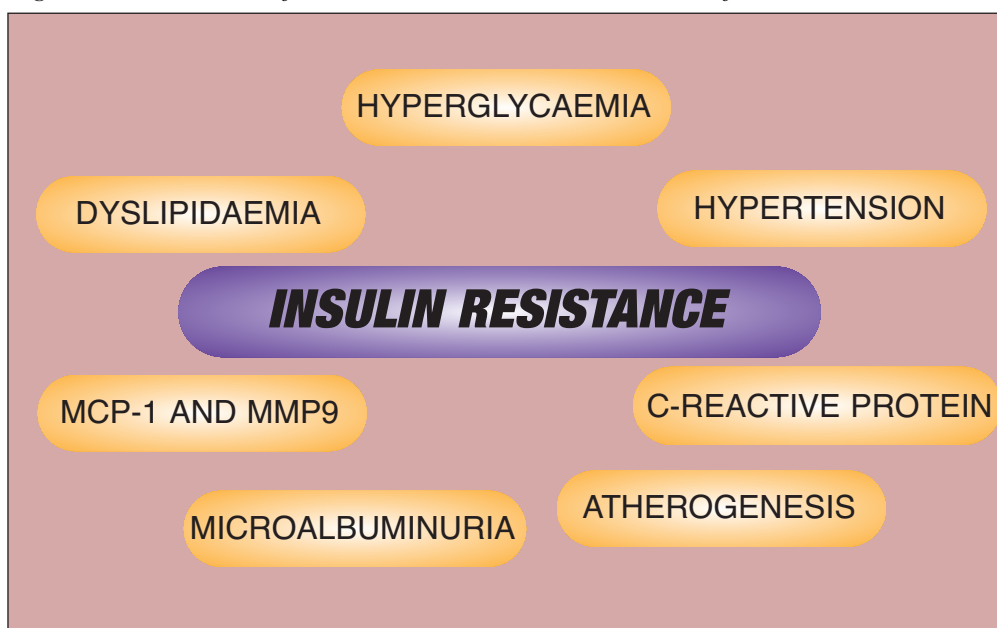 HYPERGLYCAEMIA
DYSLIPIDAEMIA
HYPERTENSION
INSULIN RESISTANCE
MCP-1 AND MMP9
C-REACTIVE PROTEIN
MICROALBUMINURIA
ATHEROGENESIS